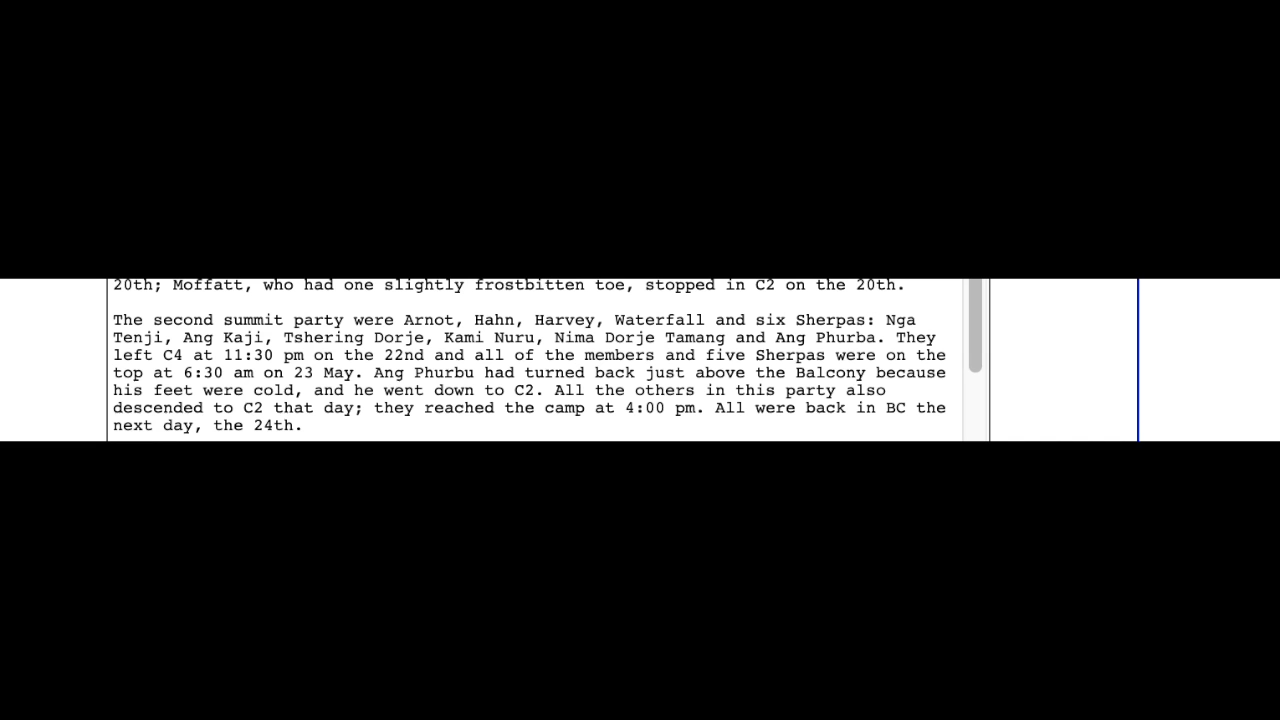 20th; Moffatt, who had one slightly frostbitten toe, stopped in C2 on the 20th.
The second summit party were Arnot, Hahn, Harvey, Waterfall and six Sherpas: Nga
Tenji, Ang Kaji, Tshering Dorje, Kami Nuru, Nima Dorje Tamang and Ang Phurba. They
left C4 at 11:30 pm on the 22nd and all of the members and five Sherpas were on the
top at 6:30 am on 23 May. Ang Phurbu had turned back just above the Balcony because
his feet were cold, and he went down to C2. All the others in this party also
descended to C2 that day; they reached the camp at 4:00 pm. All were back in BC the
next day, the 24th.